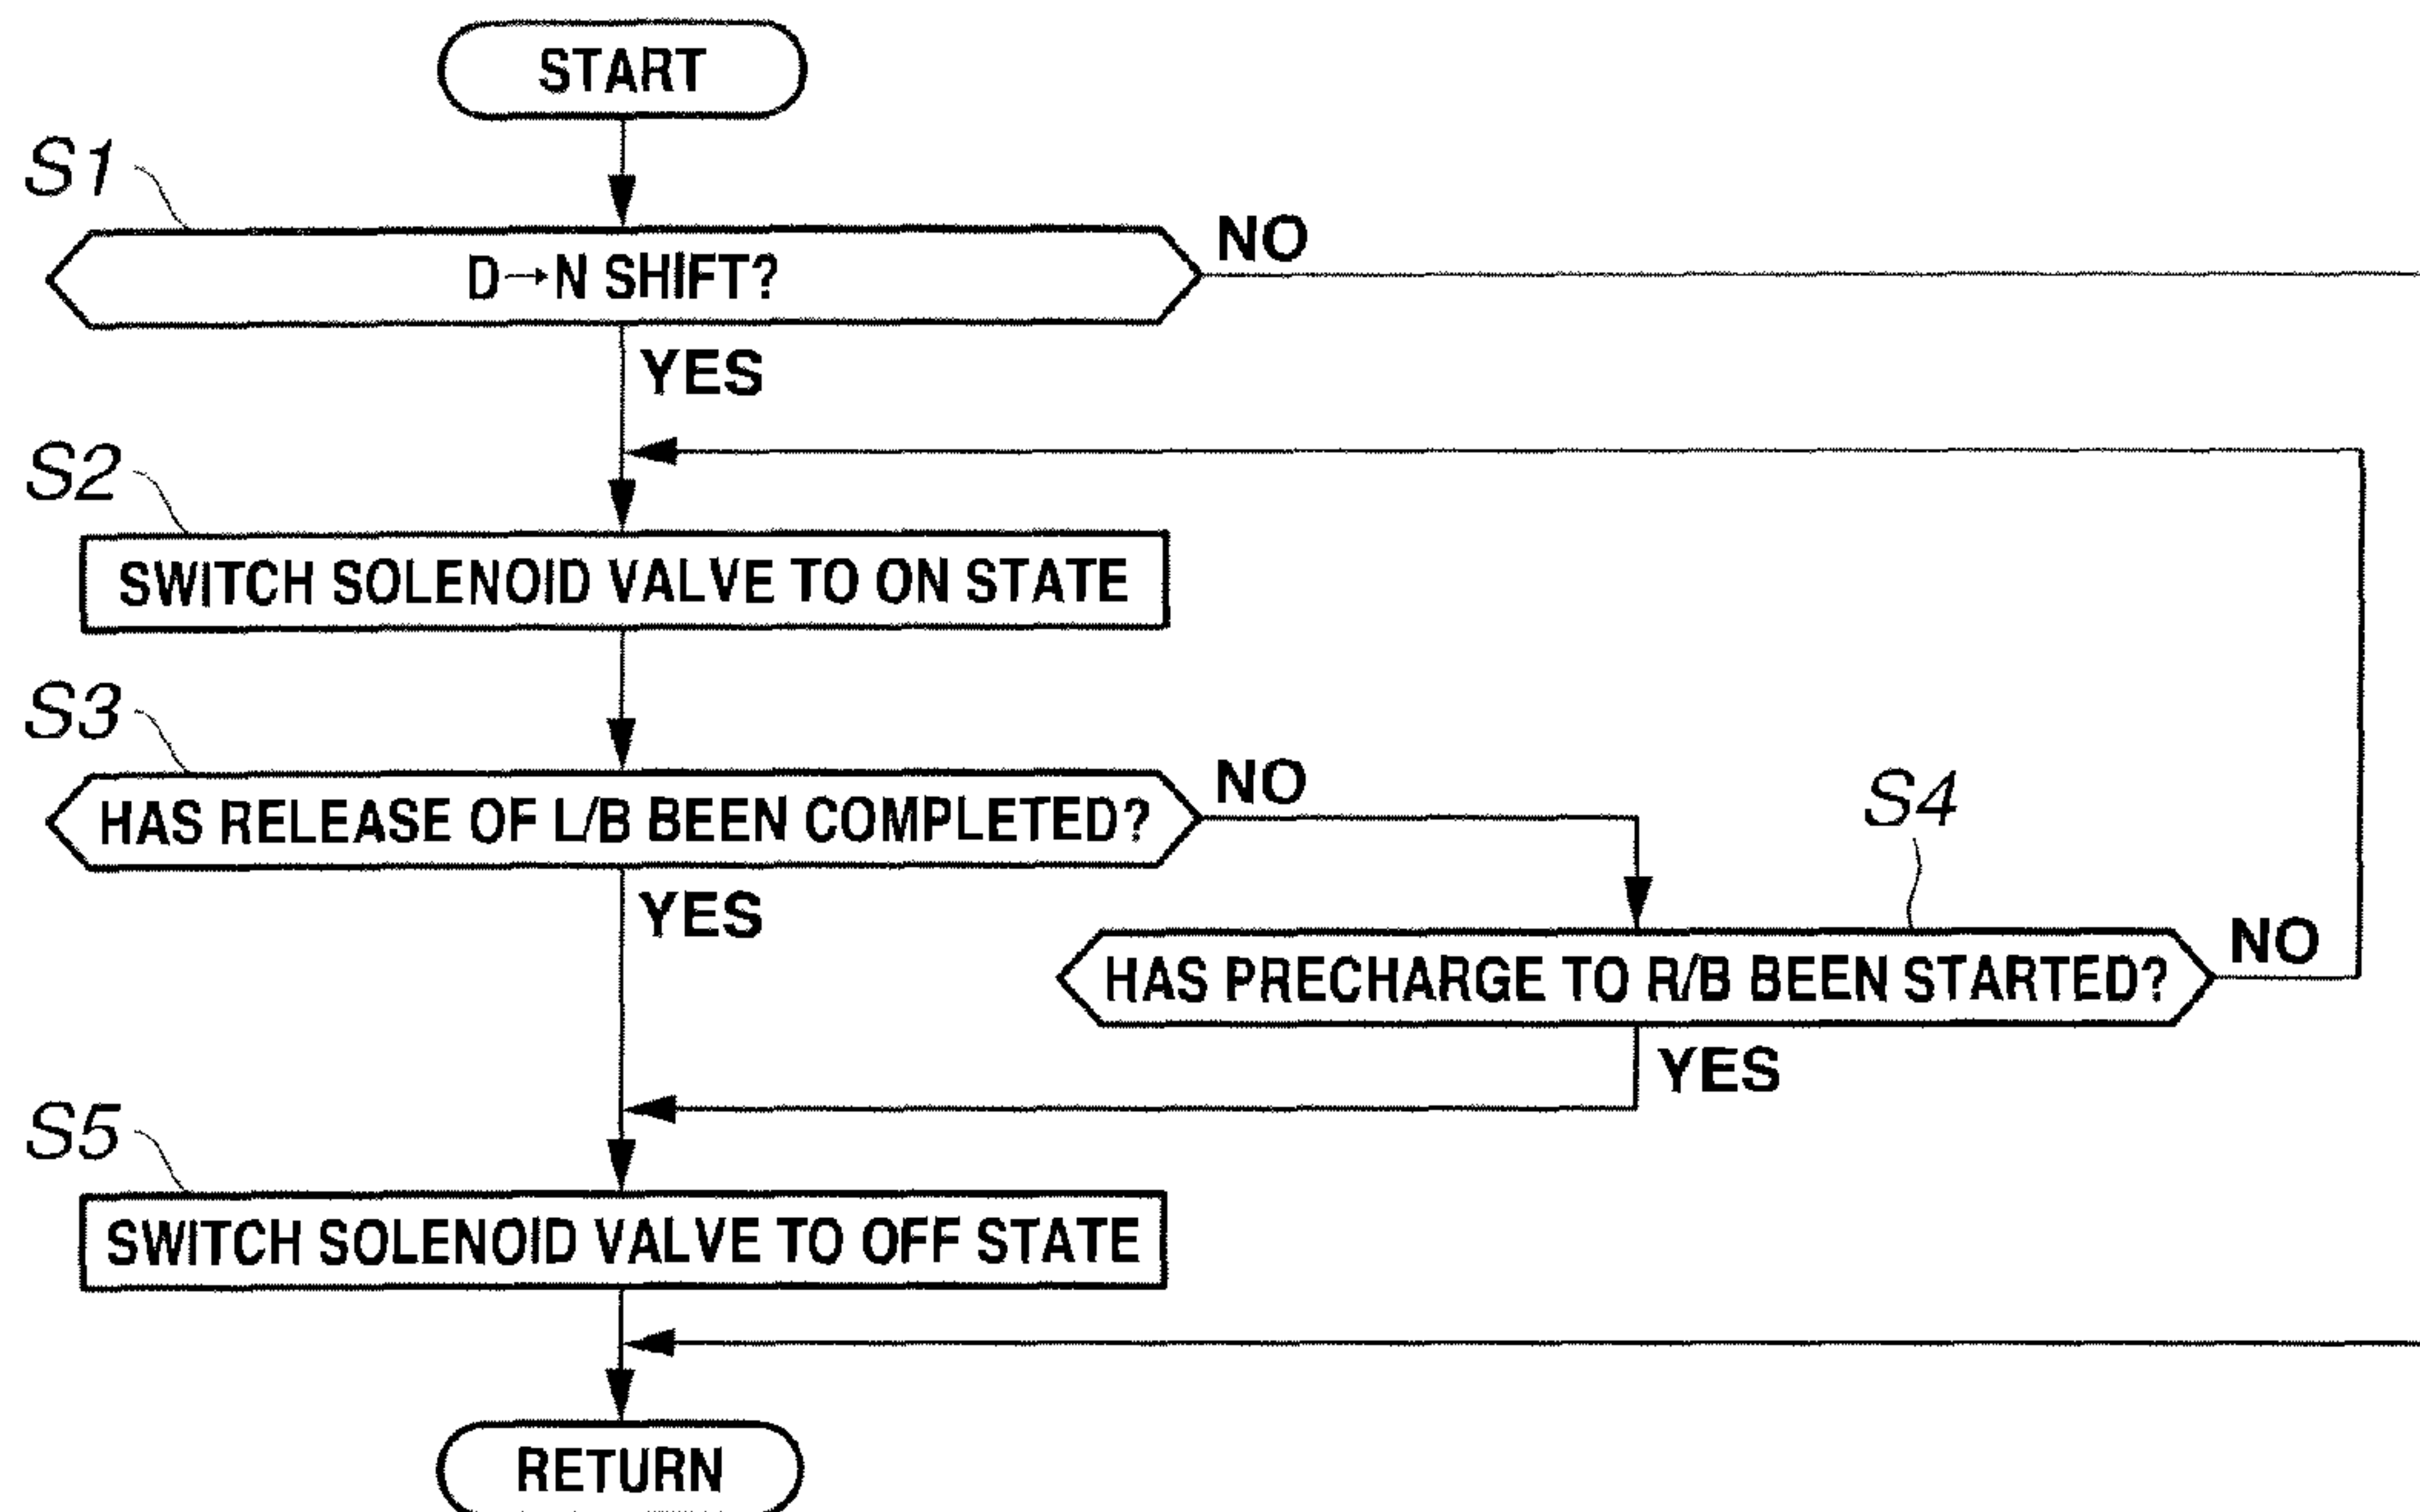 START
S1
NO
D→N SHIFT?
YES
S2
SWITCH SOLENOID VALVE TO ON STATE
S3
NO
HAS RELEASE OF L/B BEEN COMPLETED?
S4
YES
NO
HAS PRECHARGE TO R/B BEEN STARTED?
YES
S5
SWITCH SOLENOID VALVE TO OFF STATE
RETURN